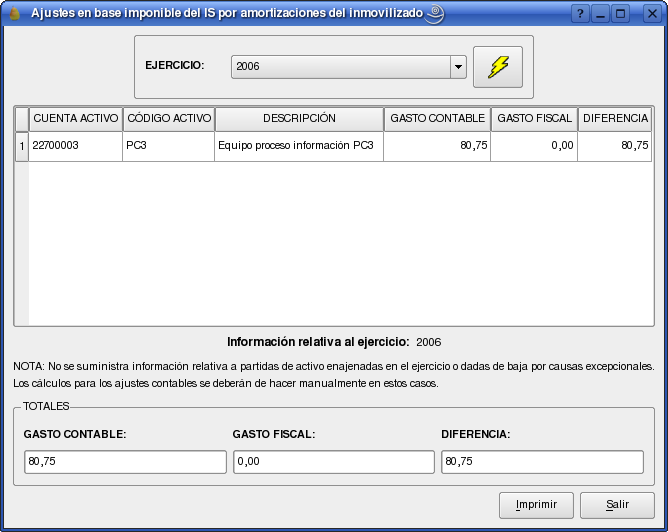 Ajustes en base imponible del IS por amortizaciones del inmovilizado
EJERCICIO: 2006
CUENTA ACTIVO CÓDIGO ACTIVO DESCRIPCIÓN GASTO CONTABLE GASTO FISCAL DIFERENCIA
1 22700003 PC3 Equipo proceso información PC3 80,75 0,00 80,75
Información relativa al ejercicio: 2006
NOTA: No se suministra información relativa a partidas de activo enajenadas en el ejercicio o dadas de baja por causas excepcionales.
Los cálculos para los ajustes contables se deberán de hacer manualmente en estos casos.
TOTALES
GASTO CONTABLE: GASTO FISCAL: DIFERENCIA:
80,75 0,00 80,75
Imprimir Salir